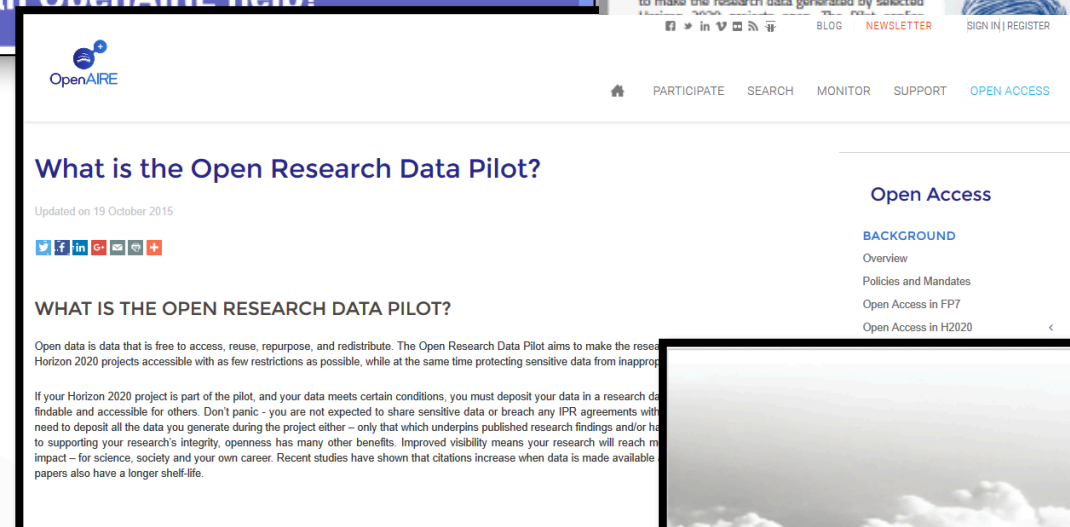 an OpenAIRE help?
to make the research data generated by selected
BLOG NEWSLETTER SIGN IN | REGISTER
OpenAIRE
PARTICIPATE SEARCH MONITOR SUPPORT OPEN ACCESS
What is the Open Research Data Pilot?
Updated on 19 October 2015
WHAT IS THE OPEN RESEARCH DATA PILOT?
Open data is data that is free to access, reuse, repurpose, and redistribute. The Open Research Data Pilot aims to make the resea
Horizon 2020 projects accessible with as few restrictions as possible, while at the same time protecting sensitive data from inapprop
If your Horizon 2020 project is part of the pilot, and your data meets certain conditions, you must deposit your data in a research da
findable and accessible for others. Don't panic - you are not expected to share sensitive data or breach any IPR agreements with
need to deposit all the data you generate during the project either – only that which underpins published research findings and/or ha
to supporting your research's integrity, openness has many other benefits. Improved visibility means your research will reach m
impact – for science, society and your own career. Recent studies have shown that citations increase when data is made available
papers also have a longer shelf-life.
Open Access
BACKGROUND
Overview
Policies and Mandates
Open Access in FP7
Open Access in H2020